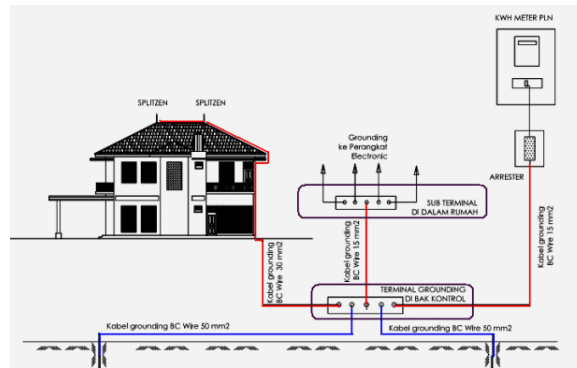 KWH METER PLN
SPLITZEN
SPLITZEN
Grounding
ke Perangkat
Electronic
ARRESTER
SUB TERMINAL
DI DALAM RUMAH
Kabel grounding
BC Wire 15 mm2
Kabel grounding
BC Wire 15 mm2
Kabel grounding
BC Wire 30 mm2
TERMINAL GROUNDING
DI BAK KONTROL
Kabel grounding BC Wire 50 mm2
Kabel grounding BC Wire 50 mm2